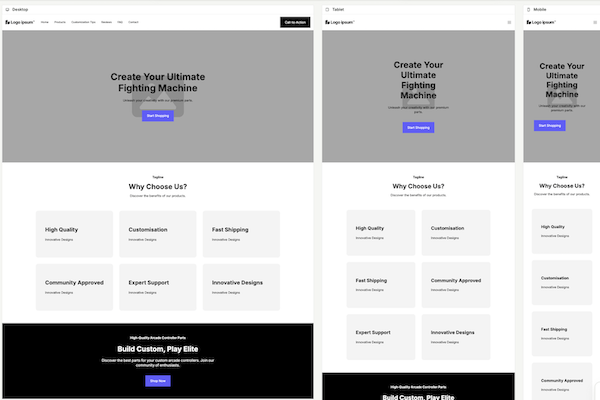 Desktop
Logo ipsum
Home Products Customisation Tips Reviews FAQ Contact
Call to Action
Create Your Ultimate
Fighting Machine
Unleash your creativity with our premium parts
Start Shopping
Tagline
Why Choose Us?
Discover the benefits of our products.
High Quality
Innovative Designs
Customisation
Innovative Designs
Fast Shipping
Innovative Designs
Community Approved
Innovative Designs
Expert Support
Innovative Designs
Innovative Designs
Innovative Designs
High-Quality Arcade Controller Parts
Build Custom, Play Elite
Discover the best parts for your custom arcade controllers. Join our
community of enthusiasts.
Shop Now
Tablet
Logo ipsum
Create Your
Ultimate
Fighting
Machine
Unleash your creativity with our premium
parts
Start Shopping
Tagline
Why Choose Us?
Discover the benefits of our products.
High Quality
Innovative Designs
Customisation
Innovative Designs
Fast Shipping
Innovative Designs
Community Approved
Innovative Designs
Expert Support
Innovative Designs
Innovative Designs
Innovative Designs
High-Quality Arcade Controller Parts
Build Custom, Play Elite
Mobile
Logo ipsum
Create Your
Ultimate
Fighting
Machine
Unleash your creativity with our
premium parts
Start Shopping
Tagline
Why Choose Us?
Discover the benefits of our products.
High Quality
Innovative Designs
Customisation
Innovative Designs
Fast Shipping
Innovative Designs
Community Approved
Innovative Designs